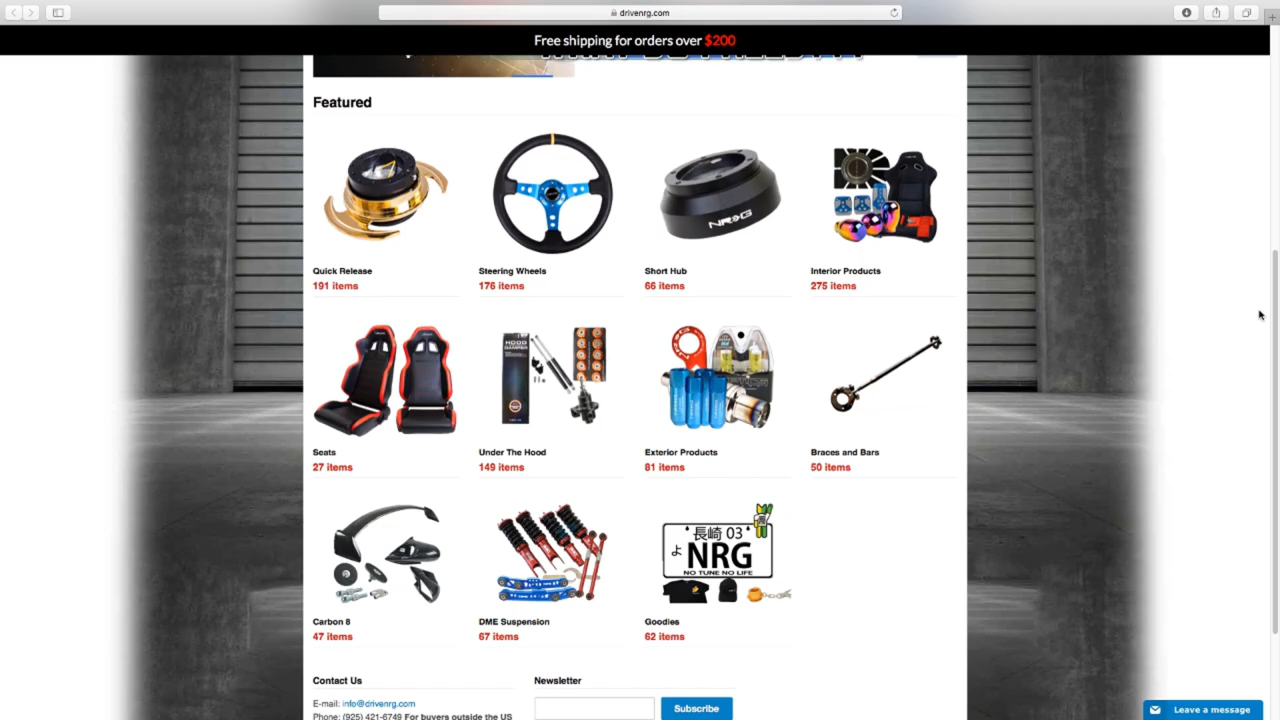 drivenrg.com
Free shipping for orders over $200
Featured
NRG
Quick Release
191 items
Steering Wheels
176 items
Short Hub
66 items
Interior Products
275 items
HOOD
DAMPER
Seats
27 items
Under The Hood
149 items
Exterior Products
81 items
Braces and Bars
50 items
長崎 03
よ NRG
NO TUNE NO LIFE
Carbon 8
47 items
DME Suspension
67 items
Goodies
62 items
Contact Us
E-mail: info@drivenrg.com
Phone: (925) 421-6749 For buyers outside the US
Newsletter
Subscribe
Leave a message